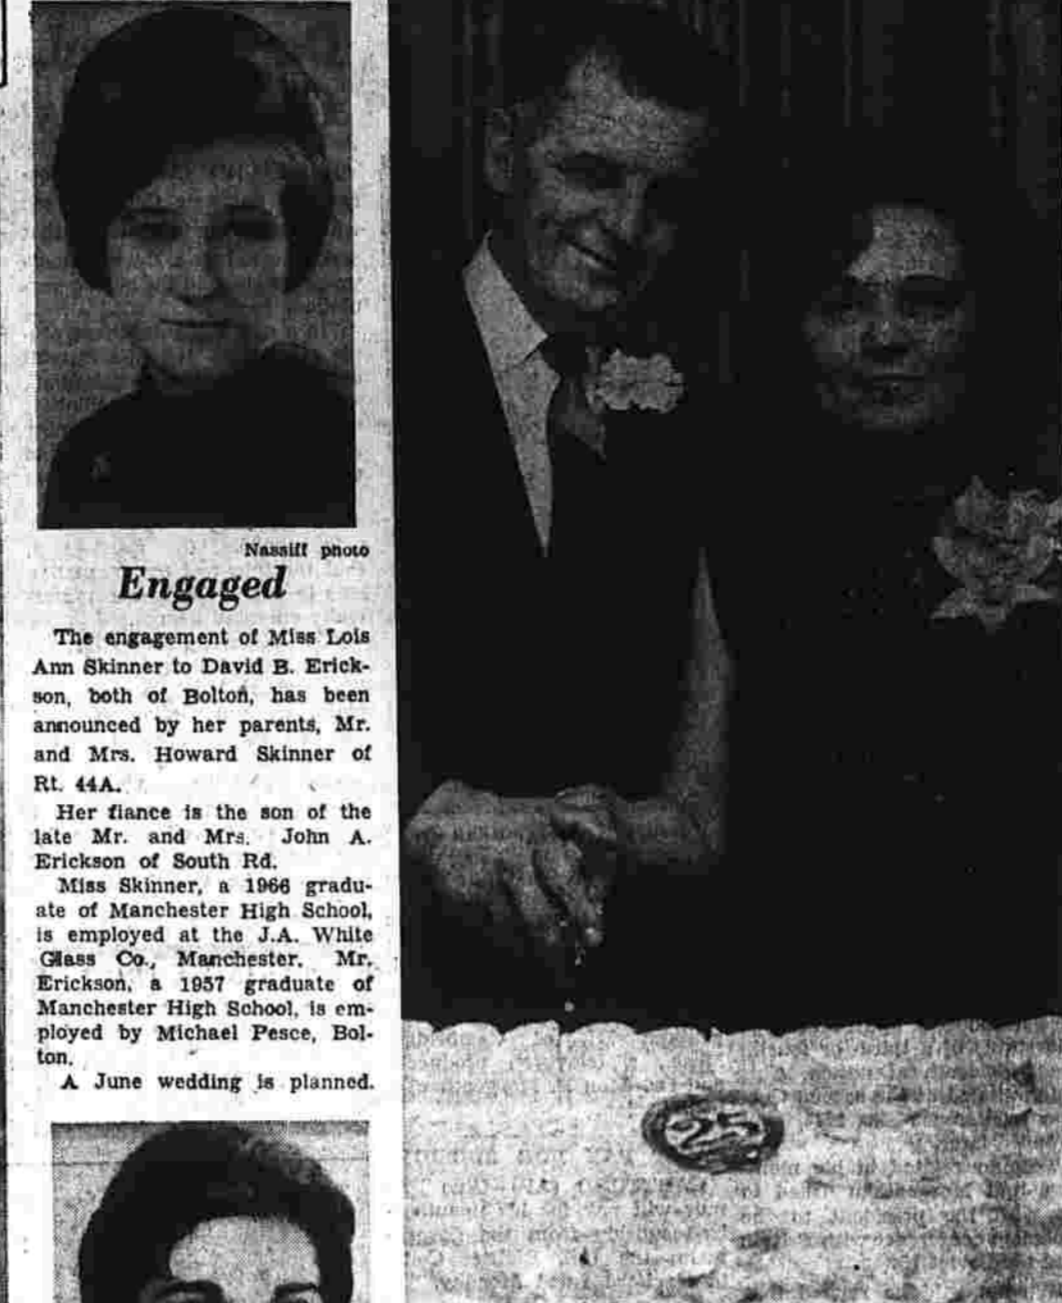 Nassiff photo
Engaged
The engagement of Miss Lois
Ann Skinner to David B. Erick-
son, both of Bolton, has been
announced by her parents, Mr.
and Mrs. Howard Skinner of
Rt. 44A.
Her fiance is the son of the
late Mr. and Mrs. John A.
Erickson of South Rd.
Miss Skinner, a 1966 gradu-
ate of Manchester High School,
is employed at the J.A. White
Glass Co., Manchester. Mr.
Erickson, a 1957 graduate of
Manchester High School, is em-
ployed by Michael Pesce, Bol-
ton.
A June wedding is planned.
25